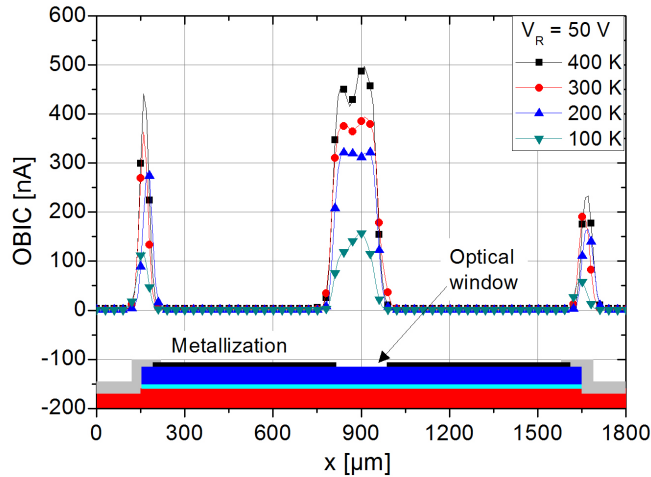 600
500
400
300
200
100
0
-100
-200
OBIC [nA]
V_R = 50 V
400 K
300 K
200 K
100 K
Optical
window
Metallization
0
300
600
900
1200
1500
1800
x [µm]